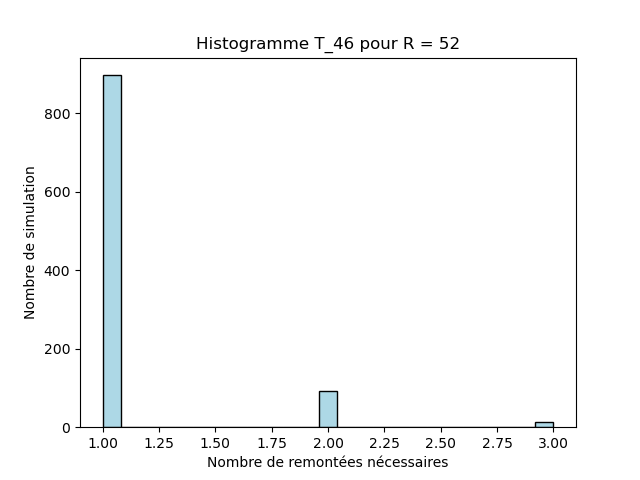 Histogramme T_46 pour R = 52
Nombre de simulation
800
600
400
200
0
1.00 1.25 1.50 1.75 2.00 2.25 2.50 2.75 3.00
Nombre de remontées nécessaires